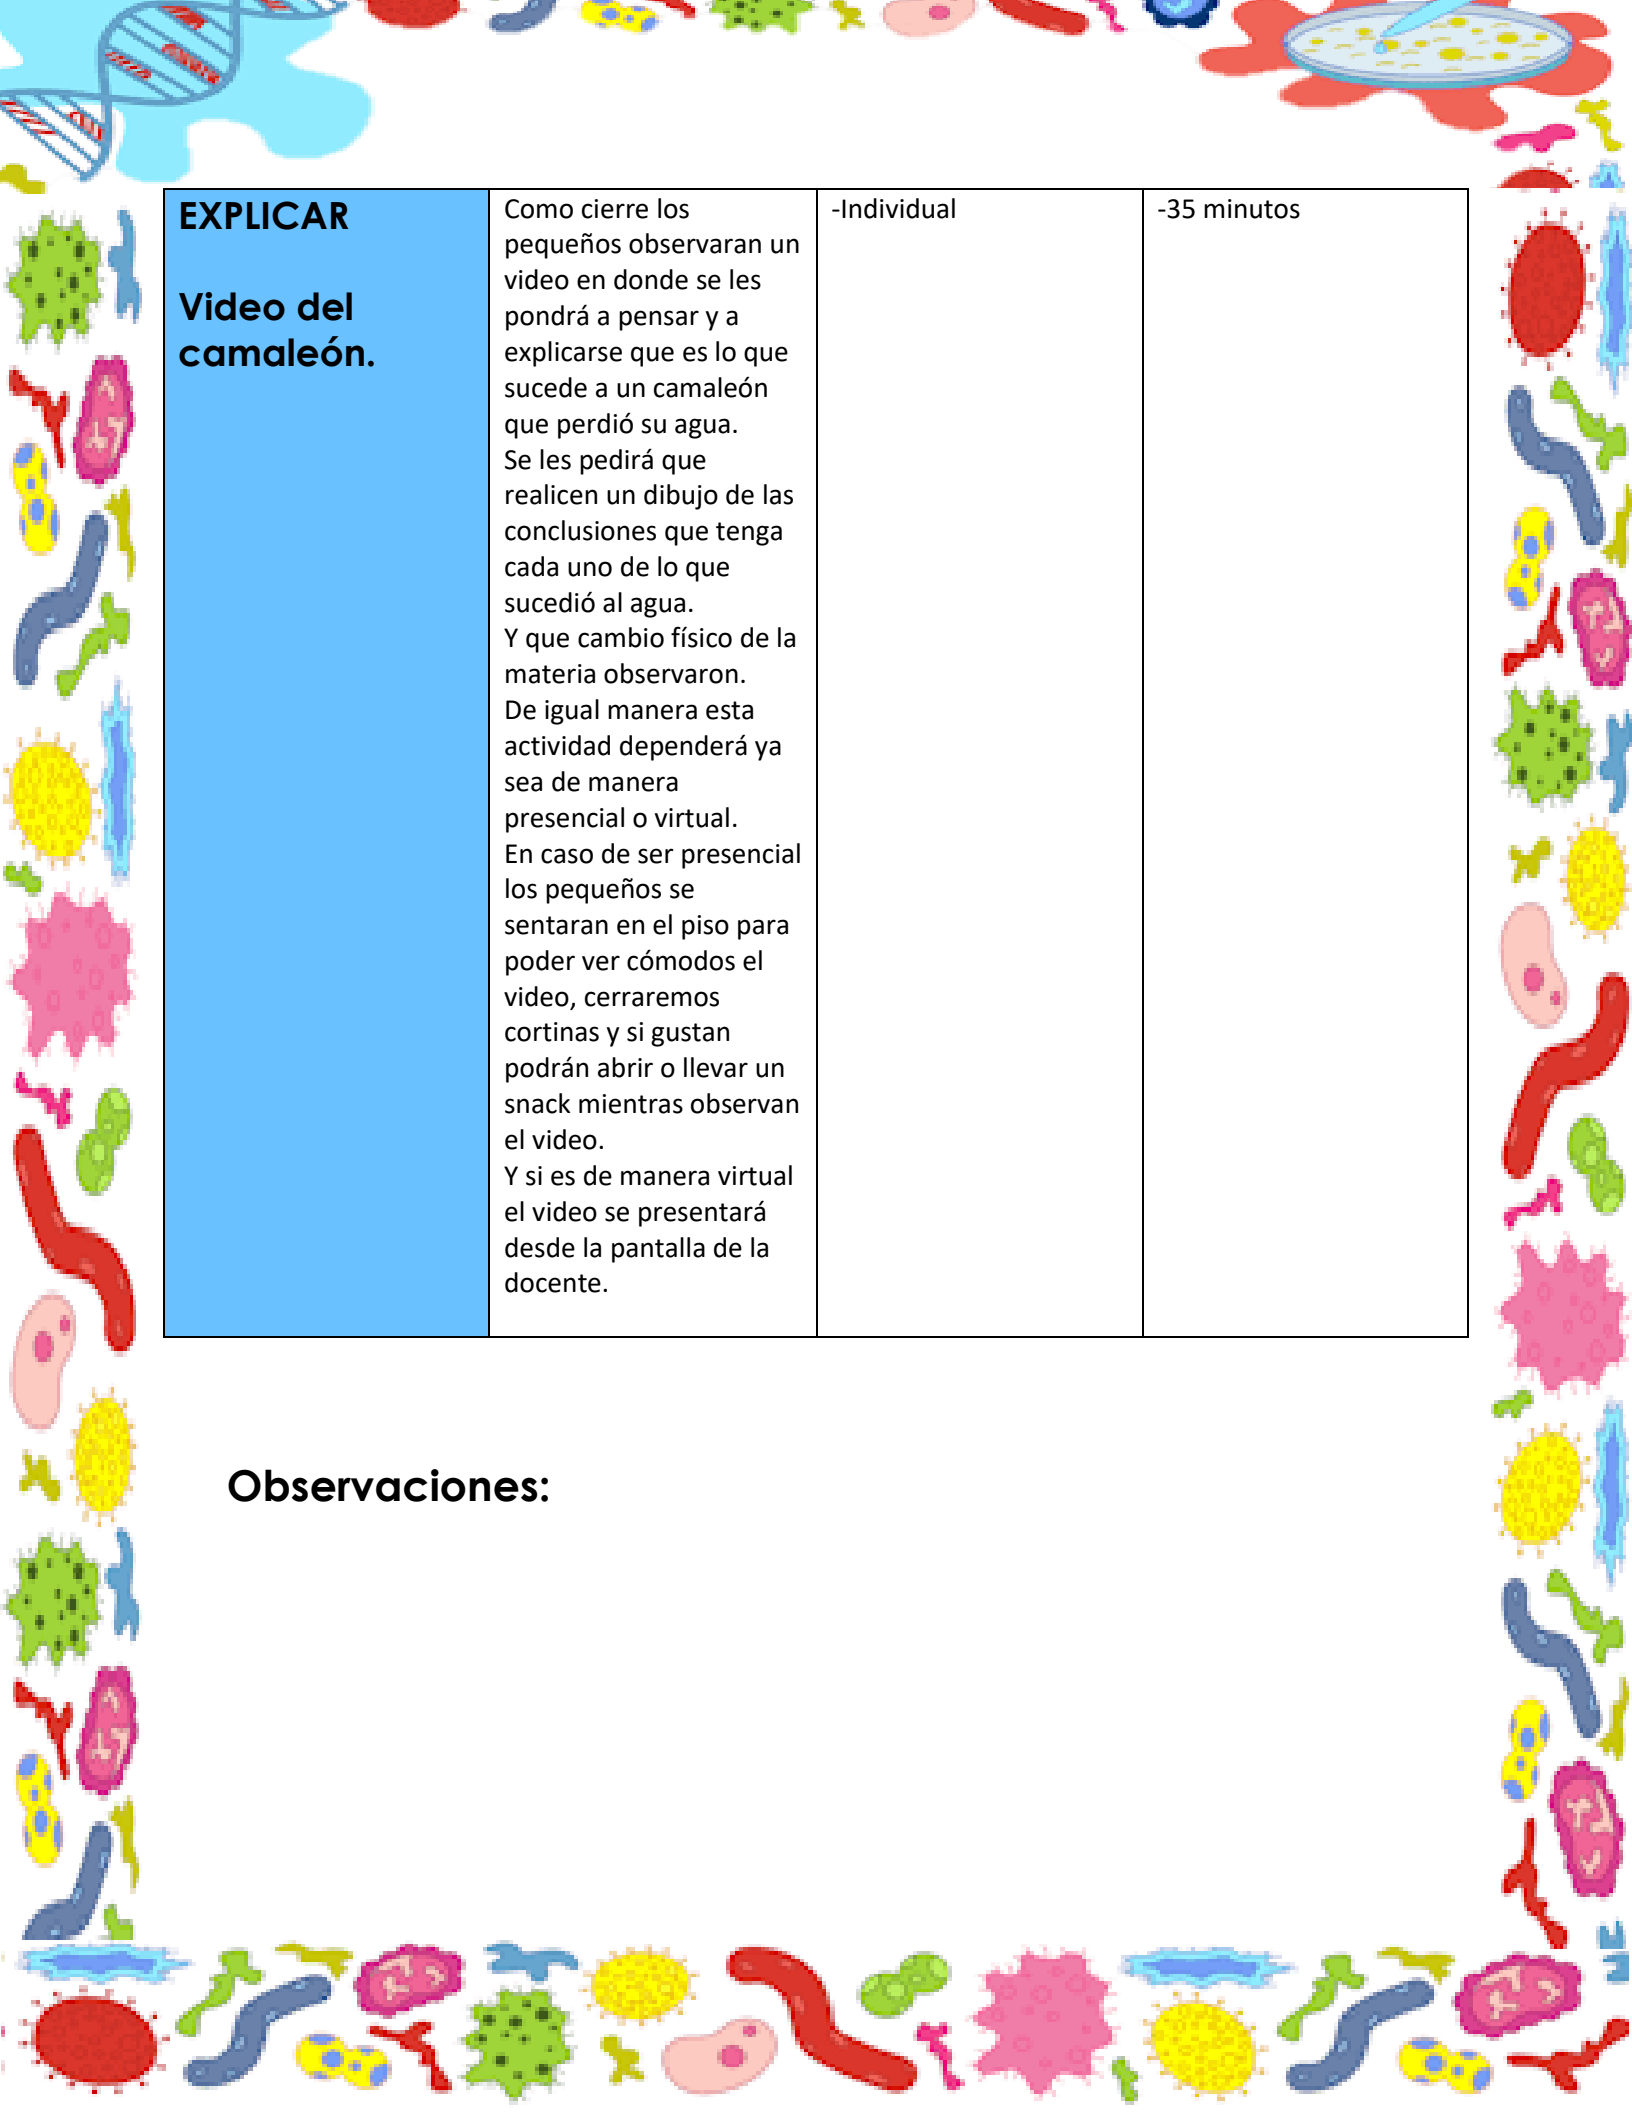 EXPLICAR
Video del
camaleón.
Como cierre los
pequeños observaran un
video en donde se les
pondrá a pensar y a
explicarse que es lo que
sucede a un camaleón
que perdió su agua.
Se les pedirá que
realicen un dibujo de las
conclusiones que tenga
cada uno de lo que
sucedió al agua.
Y que cambio físico de la
materia observaron.
De igual manera esta
actividad dependerá ya
sea de manera
presencial o virtual.
En caso de ser presencial
los pequeños se
sentaran en el piso para
poder ver cómodos el
video, cerraremos
cortinas y si gustan
podrán abrir o llevar un
snack mientras observan
el video.
Y si es de manera virtual
el video se presentará
desde la pantalla de la
docente.
-Individual
-35 minutos
Observaciones: